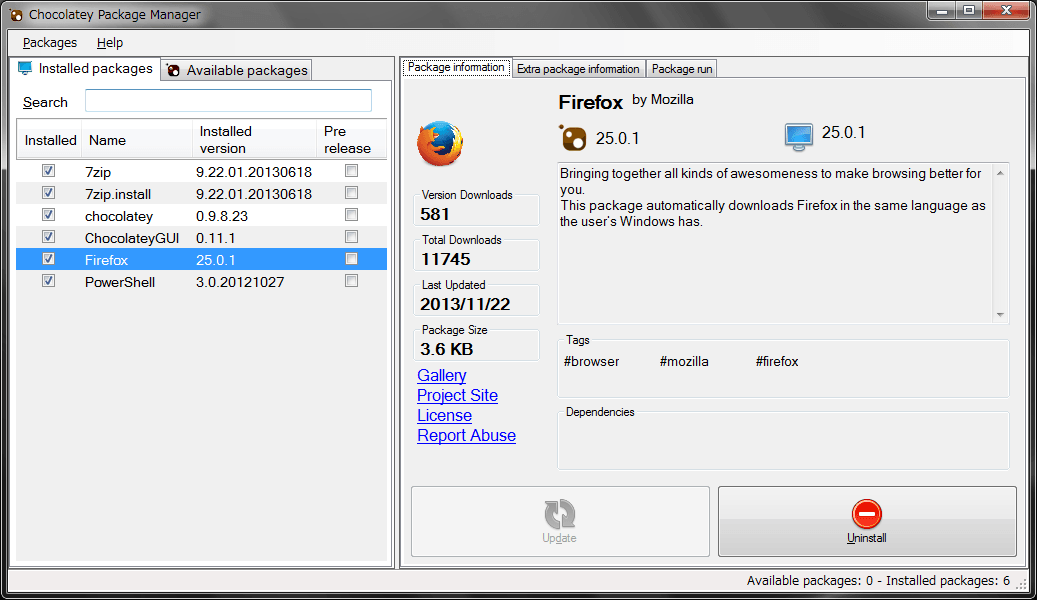 Chocolatey Package Manager
Packages Help
Installed packages Available packages
Search
Installed Name Installed version Pre release
7zip 9.22.01.20130618
7zip.install 9.22.01.20130618
chocolatey 0.9.8.23
ChocolateyGUI 0.11.1
Firefox 25.0.1
PowerShell 3.0.20121027
Package information Extra package information Package run
Firefox by Mozilla
25.0.1 25.0.1
Version Downloads
581
Total Downloads
11745
Last Updated
2013/11/22
Package Size
3.6 KB
Gallery
Project Site
License
Report Abuse
Bringing together all kinds of awesomeness to make browsing better for
you.
This package automatically downloads Firefox in the same language as
the user's Windows has.
Tags
#browser #mozilla #firefox
Dependencies
Update Uninstall
Available packages: 0 - Installed packages: 6